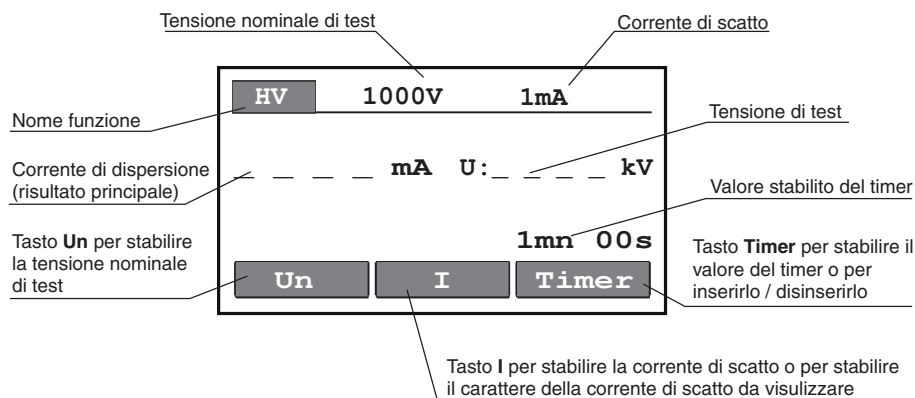 Tensione nominale di test
Corrente di scatto
HV 1000V 1mA
Nome funzione
Tensione di test
Corrente di dispersione
(risultato principale)
_ _ _ _ mA U:_ _ _ _ kV
Valore stabilito del timer
1mn 00s
Tasto Un per stabilire
la tensione nominale
di test
Un I Timer
Tasto Timer per stabilire il
valore del timer o per
inserirlo / disinserirlo
Tasto I per stabilire la corrente di scatto o per stabilire
il carattere della corrente di scatto da visulizzare